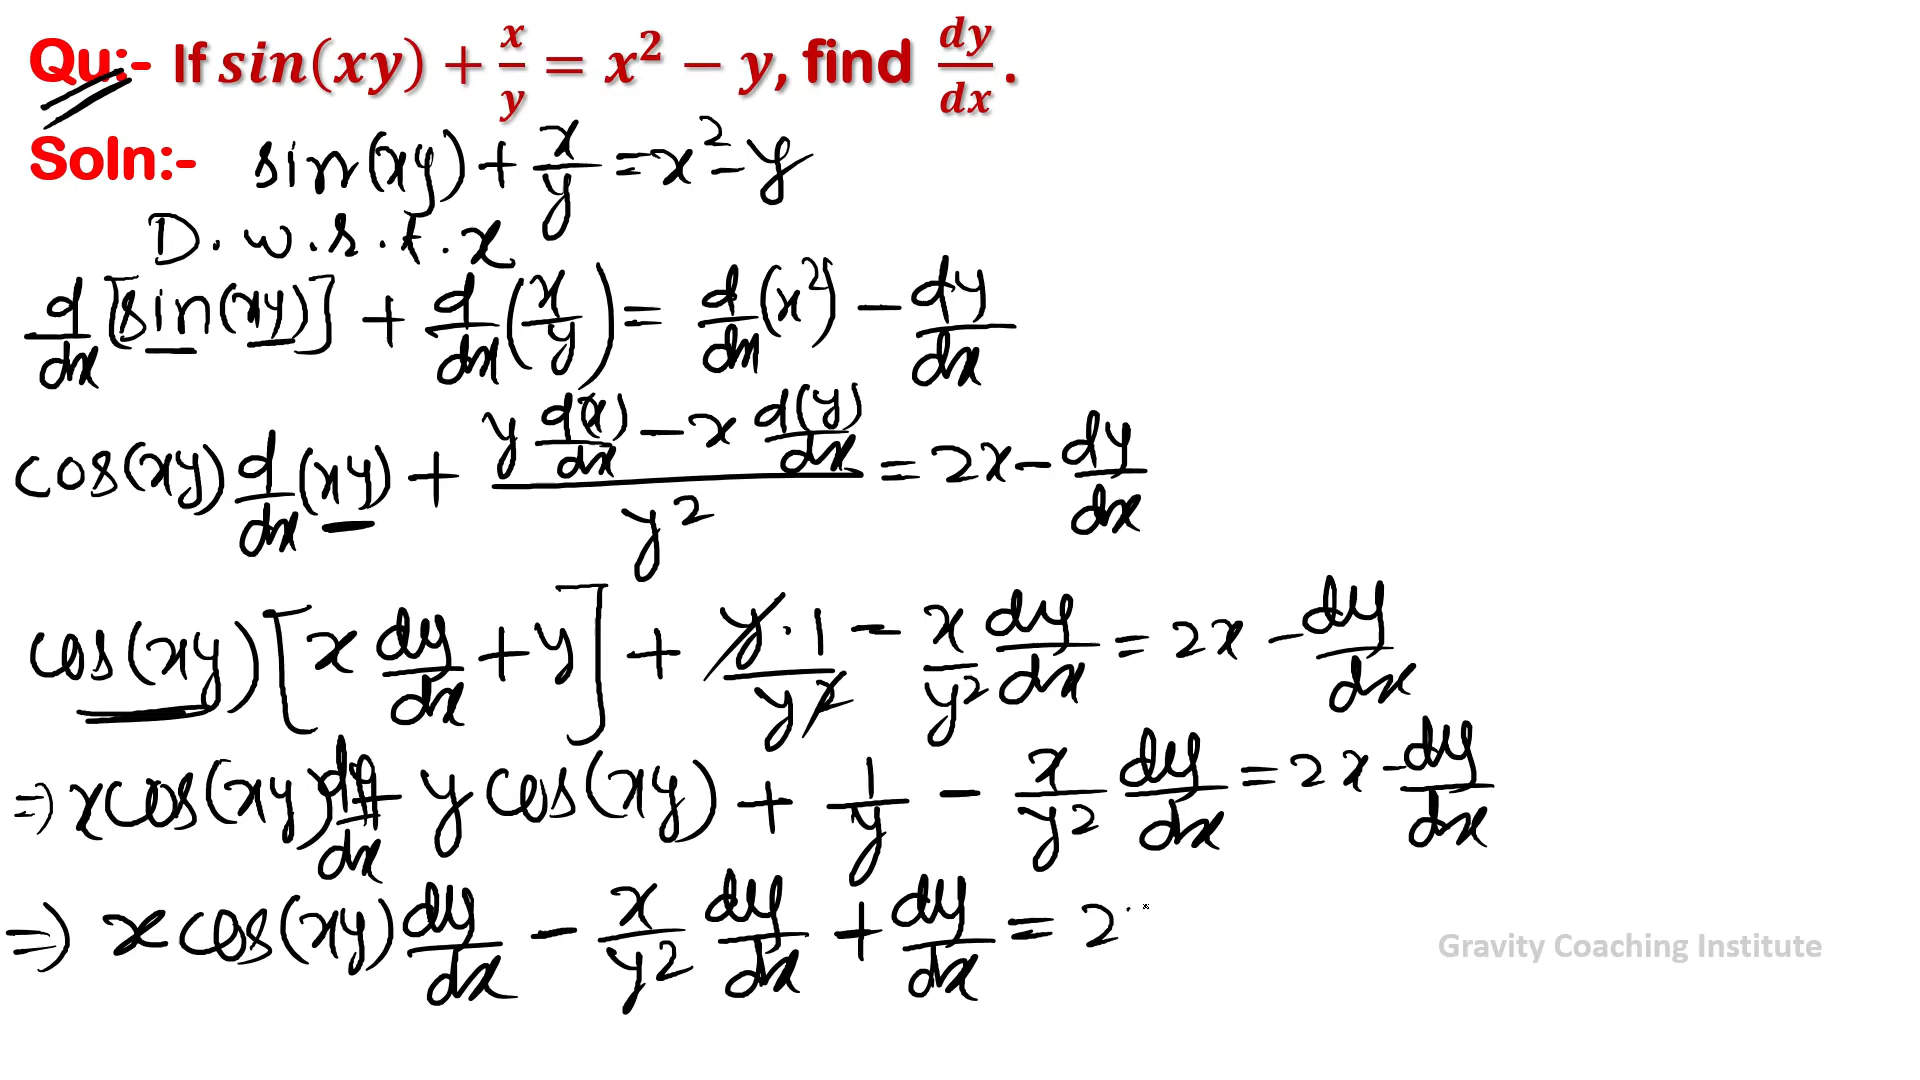 Qu:- If sin(xy) + x/y = x² − y, find dy/dx.
Soln:- sin(xy) + x/y = x² − y
D. w. r. t. x
d/dx [sin(xy)] + d/dx (x/y) = d/dx (x²) − dy/dx
cos(xy) d/dx (xy) + (y d(x)/dx − x d(y)/dx)/y² = 2x − dy/dx
cos(xy) [x dy/dx + y] + y·1/y² − x/y² dy/dx = 2x − dy/dx
⇒ x cos(xy) dy/dx + y cos(xy) + 1/y − x/y² dy/dx = 2x − dy/dx
⇒ x cos(xy) dy/dx − x/y² dy/dx + dy/dx = 2
Gravity Coaching Institute